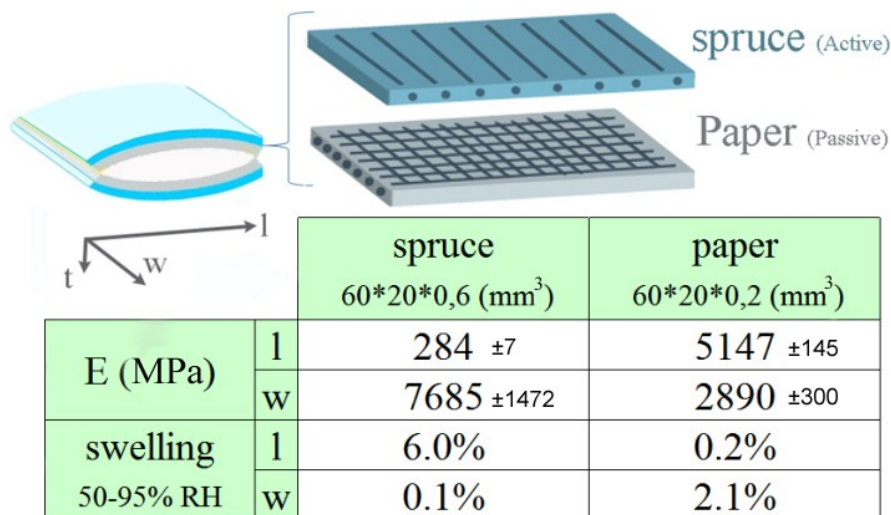 spruce (Active)
Paper (Passive)
l
w
t
spruce paper
60*20*0,6 (mm³) 60*20*0,2 (mm³)
E (MPa) l 284 ±7 5147 ±145
w 7685 ±1472 2890 ±300
swelling l 6.0% 0.2%
50-95% RH w 0.1% 2.1%